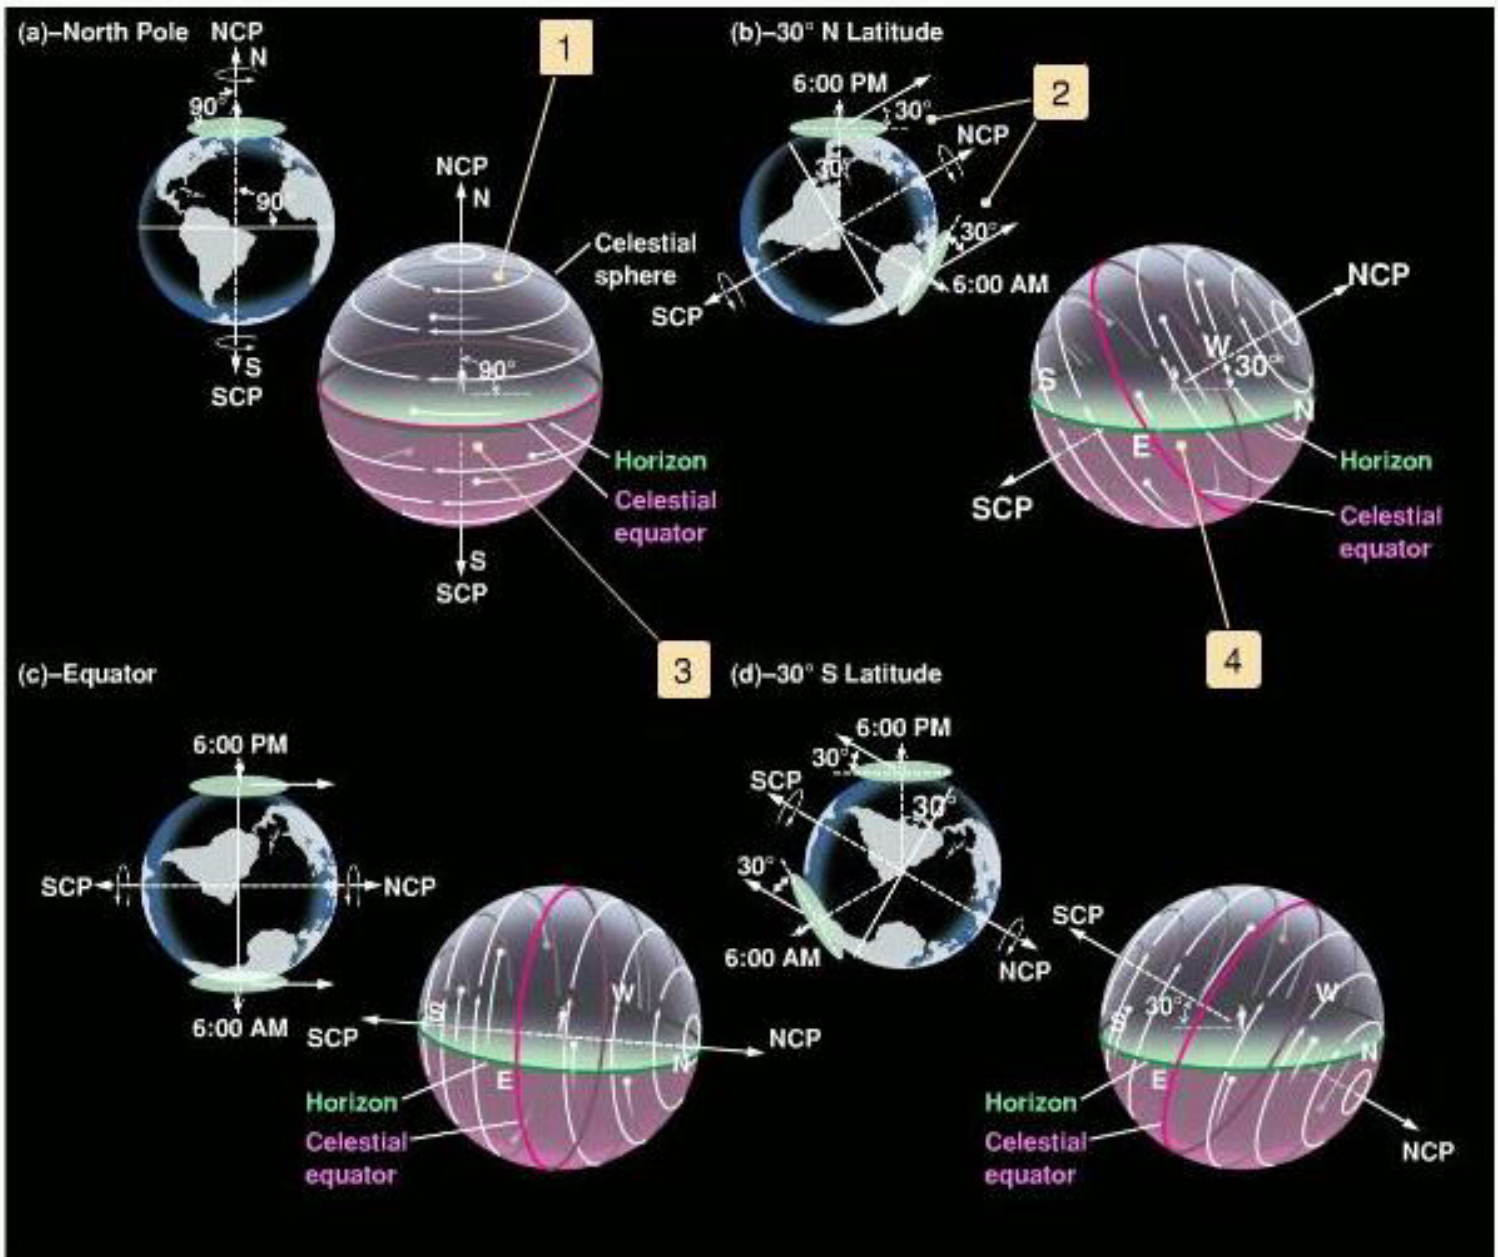 (a)–North Pole
NCP
N
90°
90
S
SCP
1
NCP
N
Celestial
sphere
90°
Horizon
Celestial
equator
S
SCP
3
(b)–30° N Latitude
6:00 PM
30°
2
NCP
30°
30°
6:00 AM
SCP
NCP
W
30°
S
N
E
Horizon
SCP
Celestial
equator
4
(c)–Equator
6:00 PM
SCP
NCP
6:00 AM
SCP
S
W
NCP
N
E
Horizon
Celestial
equator
(d)–30° S Latitude
6:00 PM
30°
SCP
30°
30°
6:00 AM
NCP
SCP
W
30°
S
N
E
Horizon
Celestial
equator
NCP